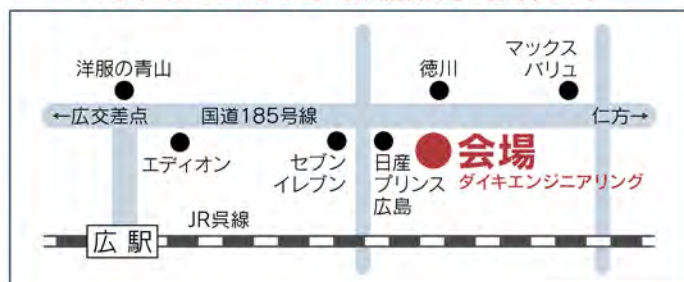 洋服の青山
徳川
マックス
バリュ
←広交差点
国道185号線
仁方→
エディオン
セブン
イレブン
日産
プリンス
広島
会場
ダイキエンジニアリング
JR呉線
広 駅